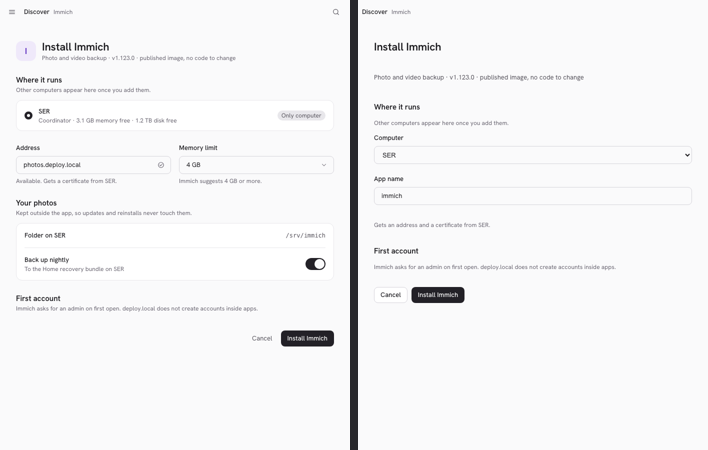 Discover Immich
I
Install Immich
Photo and video backup · v1.123.0 · published image, no code to change
Where it runs
Other computers appear here once you add them.
SER
Coordinator · 3.1 GB memory free · 1.2 TB disk free
Only computer
Address
photos.deploy.local
Available. Gets a certificate from SER.
Memory limit
4 GB
Immich suggests 4 GB or more.
Your photos
Kept outside the app, so updates and reinstalls never touch them.
Folder on SER
/srv/immich
Back up nightly
To the Home recovery bundle on SER
First account
Immich asks for an admin on first open. deploy.local does not create accounts inside apps.
Cancel
Install Immich
Discover Immich
Install Immich
Photo and video backup · v1.123.0 · published image, no code to change
Where it runs
Other computers appear here once you add them.
Computer
SER
App name
immich
Gets an address and a certificate from SER.
First account
Immich asks for an admin on first open. deploy.local does not create accounts inside apps.
Cancel
Install Immich